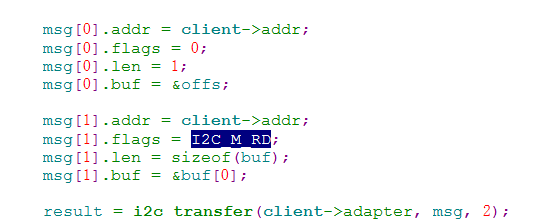 msg[0].addr = client->addr;
msg[0].flags = 0;
msg[0].len = 1;
msg[0].buf = &offs;
msg[1].addr = client->addr;
msg[1].flags = I2C_M_RD;
msg[1].len = sizeof(buf);
msg[1].buf = &buf[0];
result = i2c_transfer(client->adapter, msg, 2);